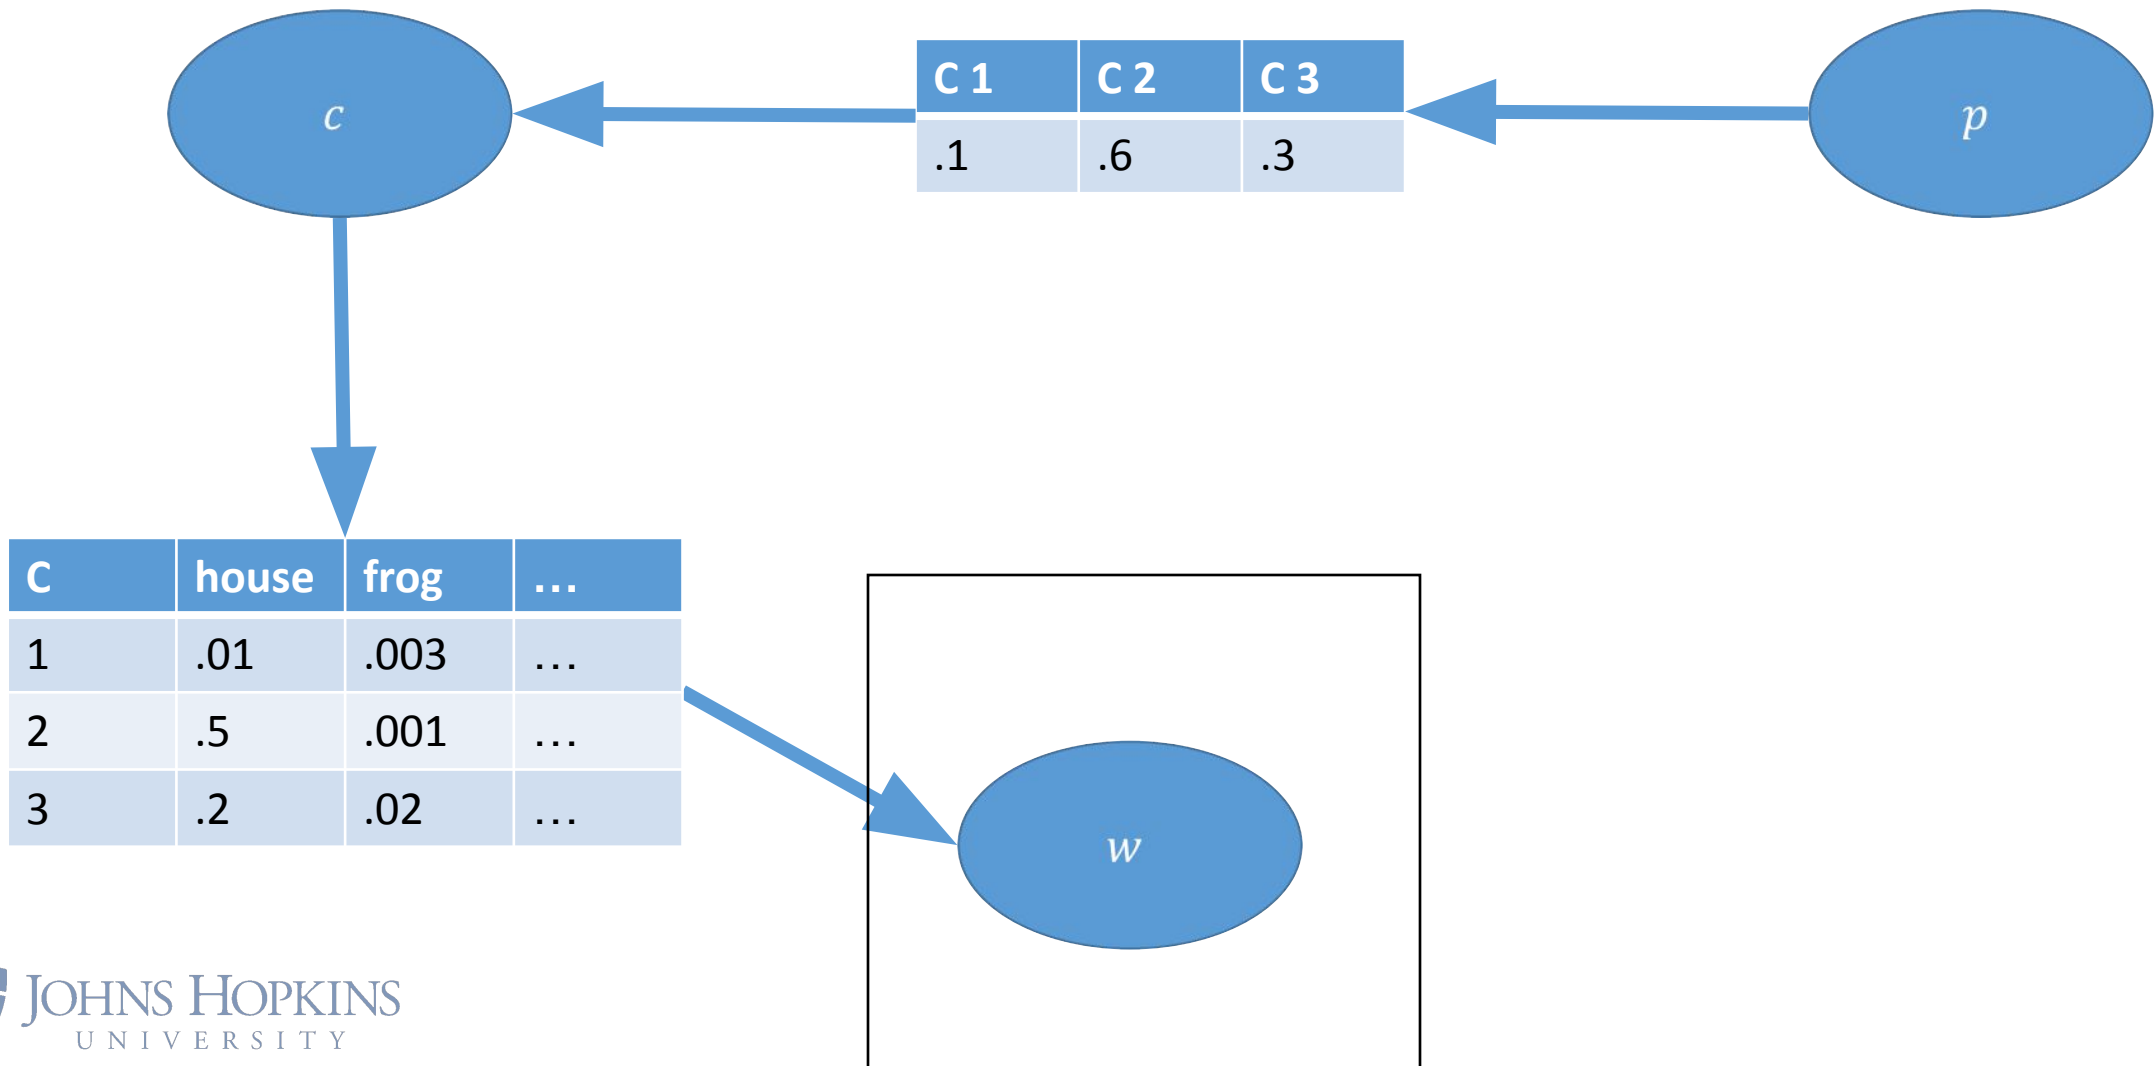 c
C 1 C 2 C 3
.1 .6 .3
p
C house frog ...
1 .01 .003 ...
2 .5 .001 ...
3 .2 .02 ...
w
JOHNS HOPKINS
UNIVERSITY